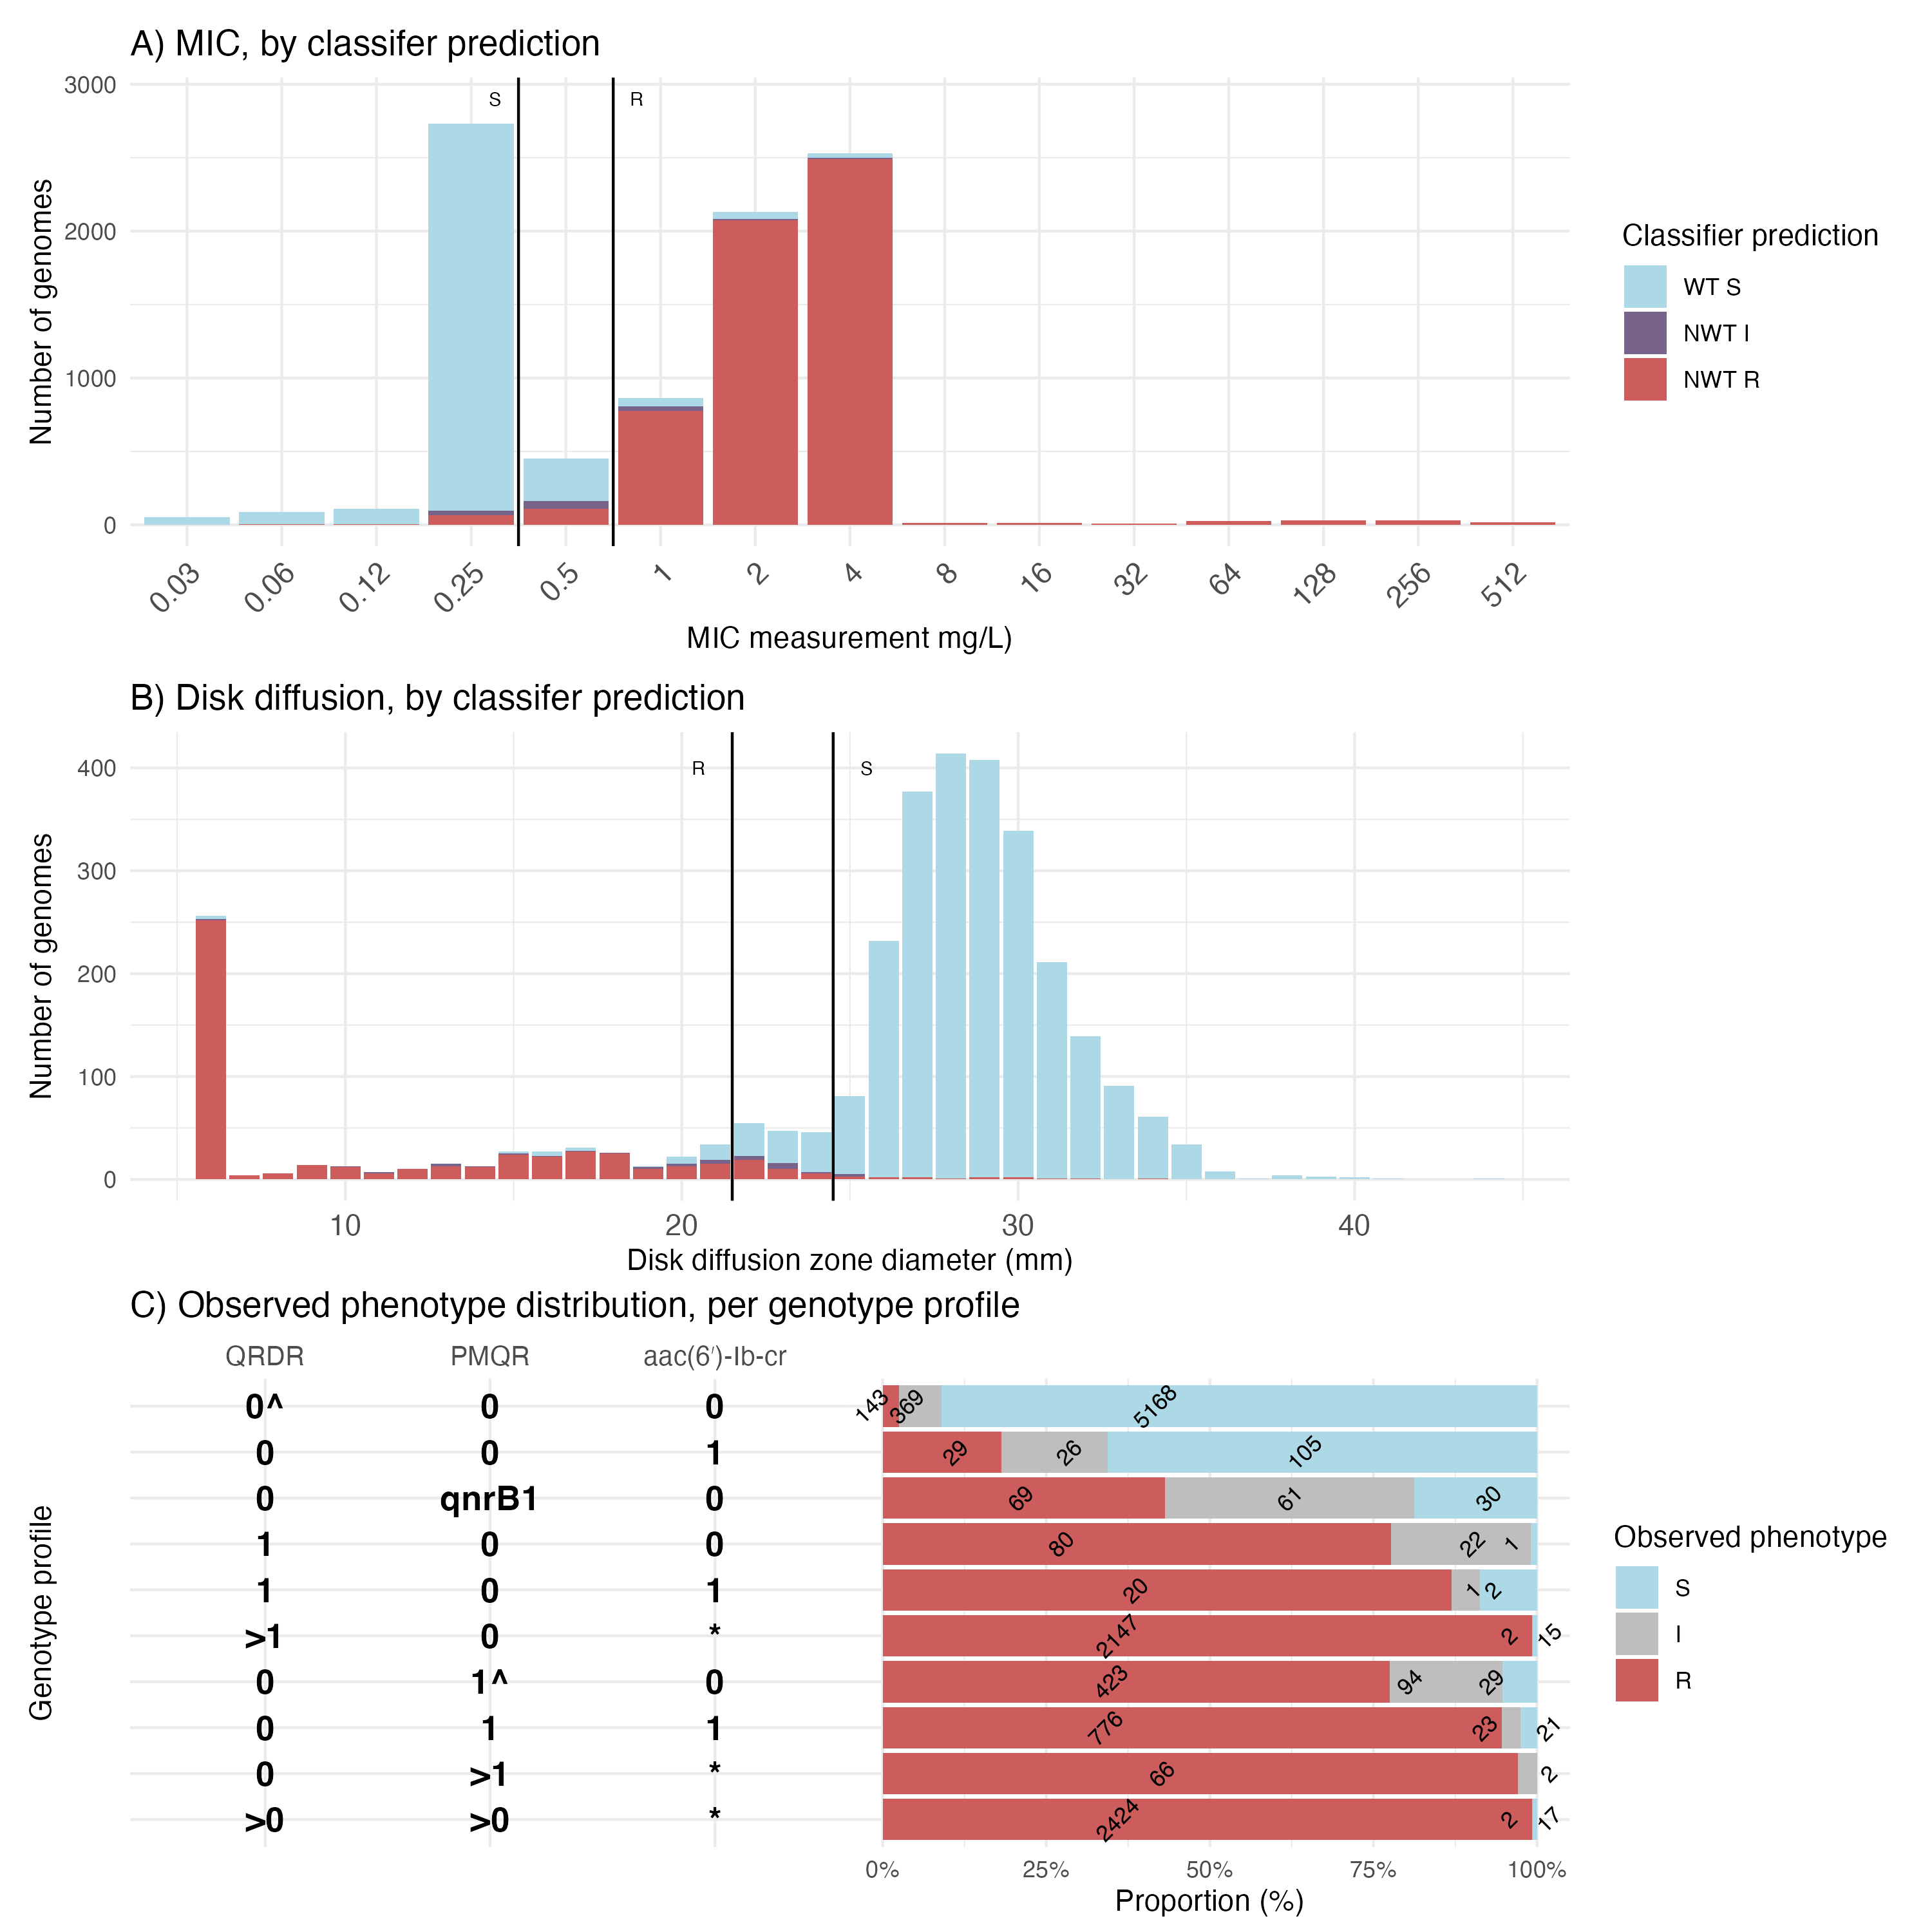 A) MIC, by classifer prediction
3000
2000
1000
0
Number of genomes
S
R
0.03 0.06 0.12 0.25 0.5 1 2 4 8 16 32 64 128 256 512
MIC measurement mg/L)
Classifier prediction
WT S
NWT I
NWT R
B) Disk diffusion, by classifer prediction
400
300
200
100
0
Number of genomes
R
S
10 20 30 40
Disk diffusion zone diameter (mm)
C) Observed phenotype distribution, per genotype profile
QRDR PMQR aac(6′)-Ib-cr
Genotype profile
0^ 0 0 143 369 5168
0 0 1 29 26 105
0 qnrB1 0 69 61 30
1 0 0 80 22 1
1 0 1 20 1 2
>1 0 * 2147 2 15
0 1^ 0 423 94 29
0 1 1 776 23 21
0 >1 * 66 2
>0 >0 * 2424 2 17
0% 25% 50% 75% 100%
Proportion (%)
Observed phenotype
S
I
R